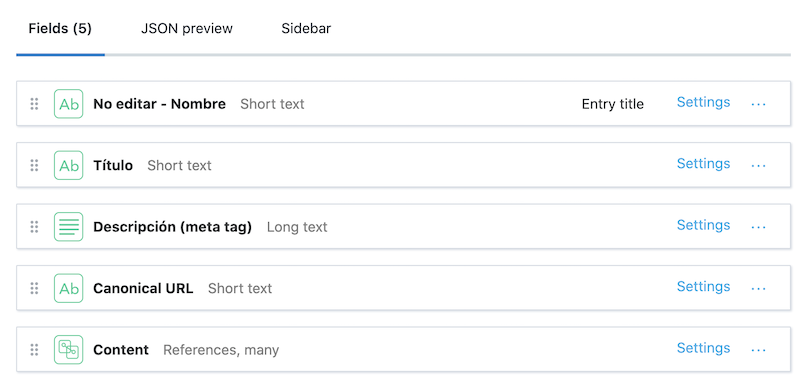 Fields (5) JSON preview Sidebar
Ab No editar - Nombre Short text Entry title Settings ...
Ab Título Short text Settings ...
Descripción (meta tag) Long text Settings ...
Ab Canonical URL Short text Settings ...
Content References, many Settings ...